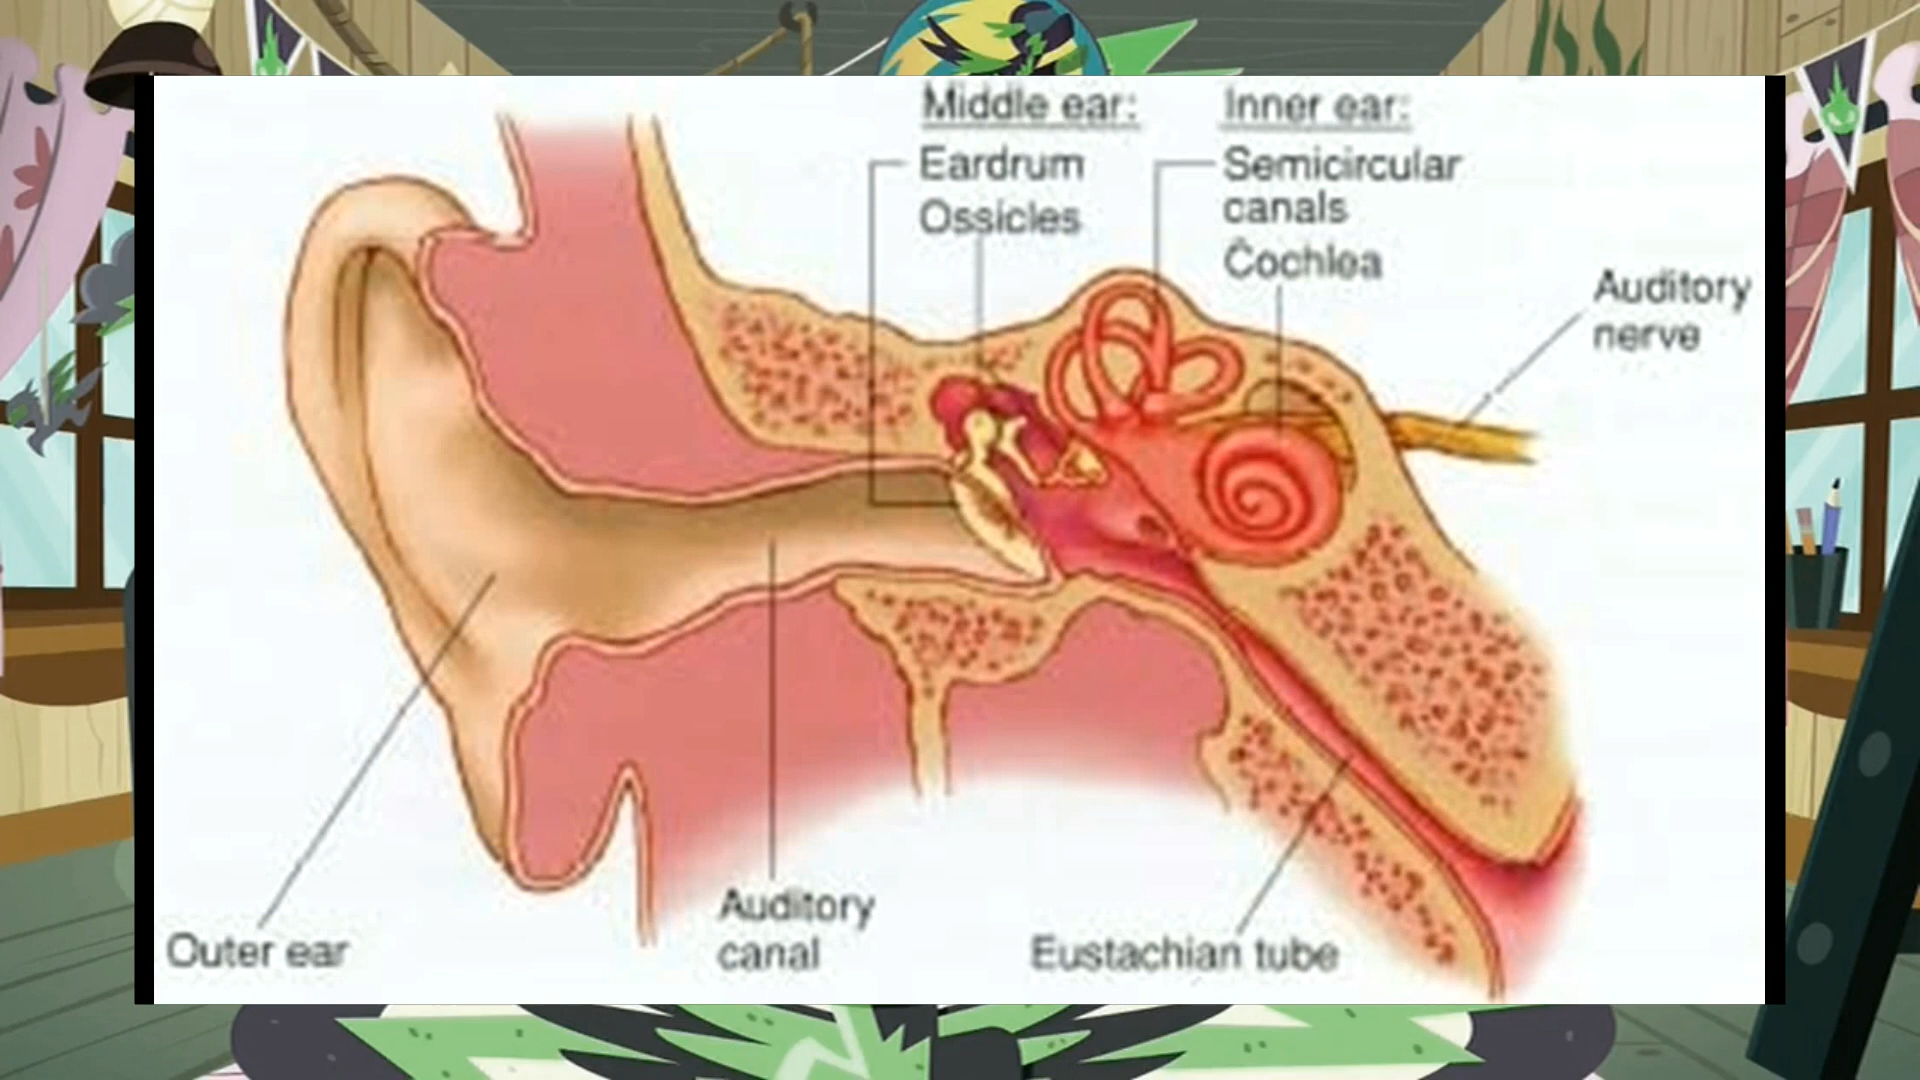 Middle ear:
Eardrum
Ossicles
Inner ear:
Semicircular
canals
Cochlea
Auditory
nerve
Outer ear
Auditory
canal
Eustachian tube